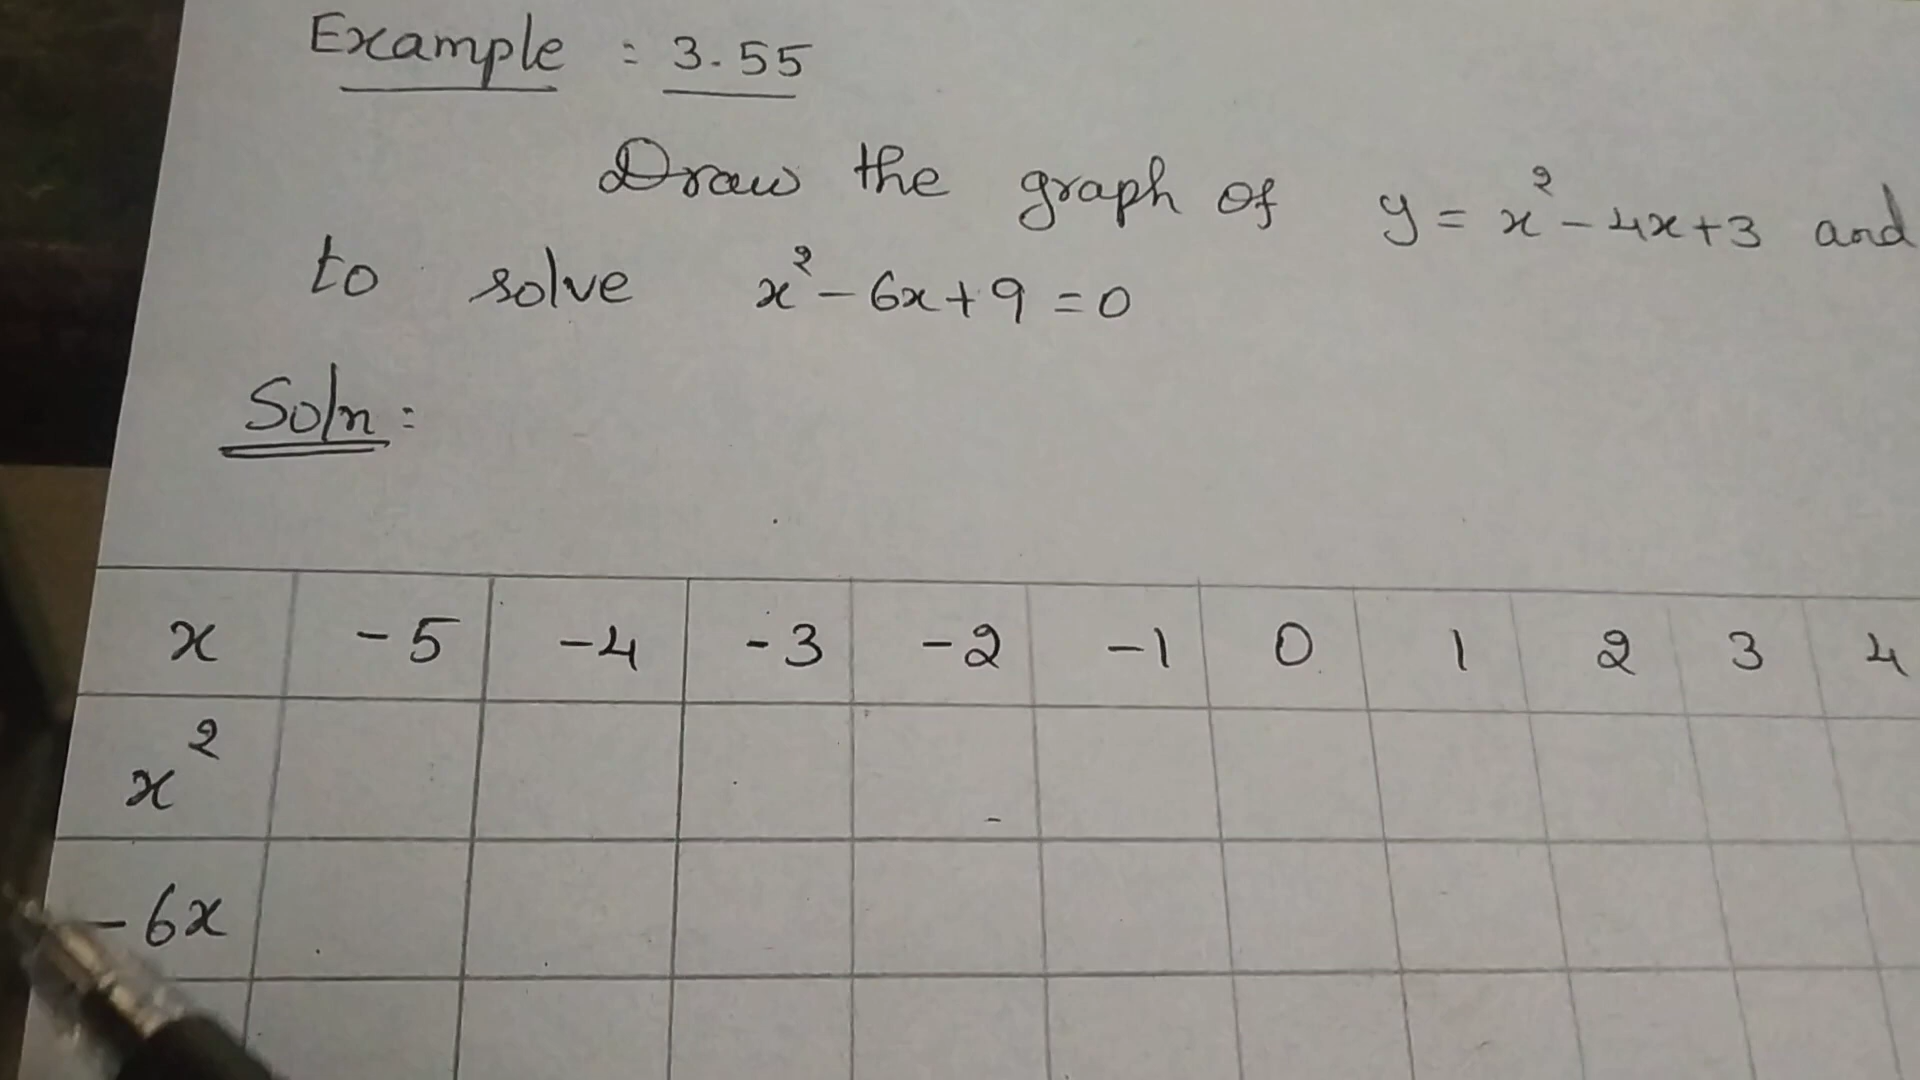 Example : 3.55
Draw the graph of y = x² - 4x + 3 and
to solve x² - 6x + 9 = 0
Soln :
x -5 -4 -3 -2 -1 0 1 2 3 4
x²
-6x